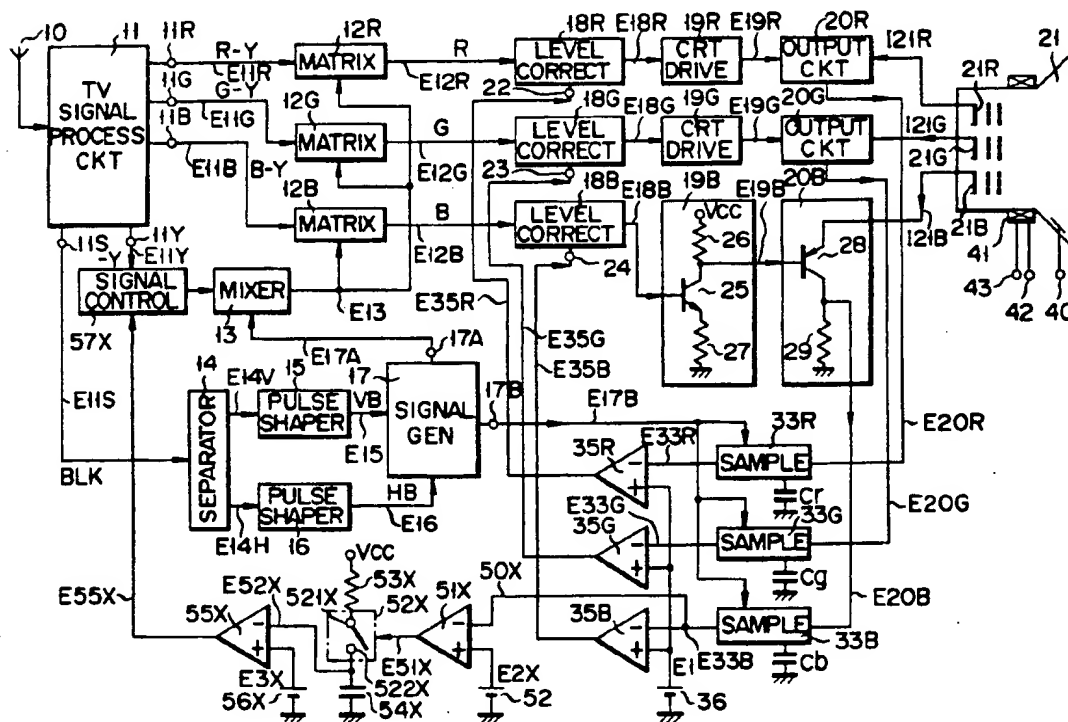 10
11
11R
R-Y
E11R
11G
G-Y
E11G
11B
B-Y
E11B
TV
SIGNAL
PROCESS
CKT
12R
MATRIX
R
E12R
12G
MATRIX
G
E12G
12B
MATRIX
B
E12B
18R
LEVEL
CORRECT
E18R
19R
CRT
DRIVE
E19R
20R
OUTPUT
CKT
I21R
21
21R
22
18G
LEVEL
CORRECT
E18G
19G
CRT
DRIVE
E19G
20G
OUTPUT
CKT
I21G
21G
23
18B
LEVEL
CORRECT
E18B
24
19B
VCC
26
25
27
E19B
20B
28
29
I21B
21B
41
43
42
40
11S
11Y
E11Y
-Y
SIGNAL
CONTROL
57X
MIXER
13
E13
E17A
17A
E35R
E35G
E35B
E11S
BLK
14
SEPARATOR
E14V
15
PULSE
SHAPER
VB
E15
17
SIGNAL
GEN
17B
E17B
E14H
PULSE
SHAPER
16
HB
E16
35R
-
+
E33R
33R
SAMPLE
Cr
E20R
35G
-
+
E33G
33G
SAMPLE
Cg
E20G
35B
-
+
E33B
SAMPLE
33B
Cb
E20B
E1
36
E55X
55X
-
+
E52X
E3X
56X
VCC
53X
521X
52X
522X
54X
E51X
51X
-
+
50X
E2X
52